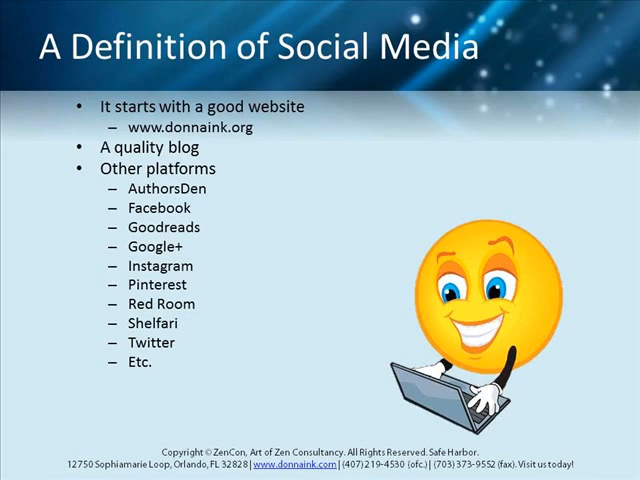 A Definition of Social Media
• It starts with a good website
– www.donnaink.org
• A quality blog
• Other platforms
– AuthorsDen
– Facebook
– Goodreads
– Google+
– Instagram
– Pinterest
– Red Room
– Shelfari
– Twitter
– Etc.
Copyright © ZenCon, Art of Zen Consultancy. All Rights Reserved. Safe Harbor.
12750 Sophiamarie Loop, Orlando, FL 32828 | www.donnaink.com | (407) 219-4530 (ofc.) | (703) 373-9552 (fax). Visit us today!